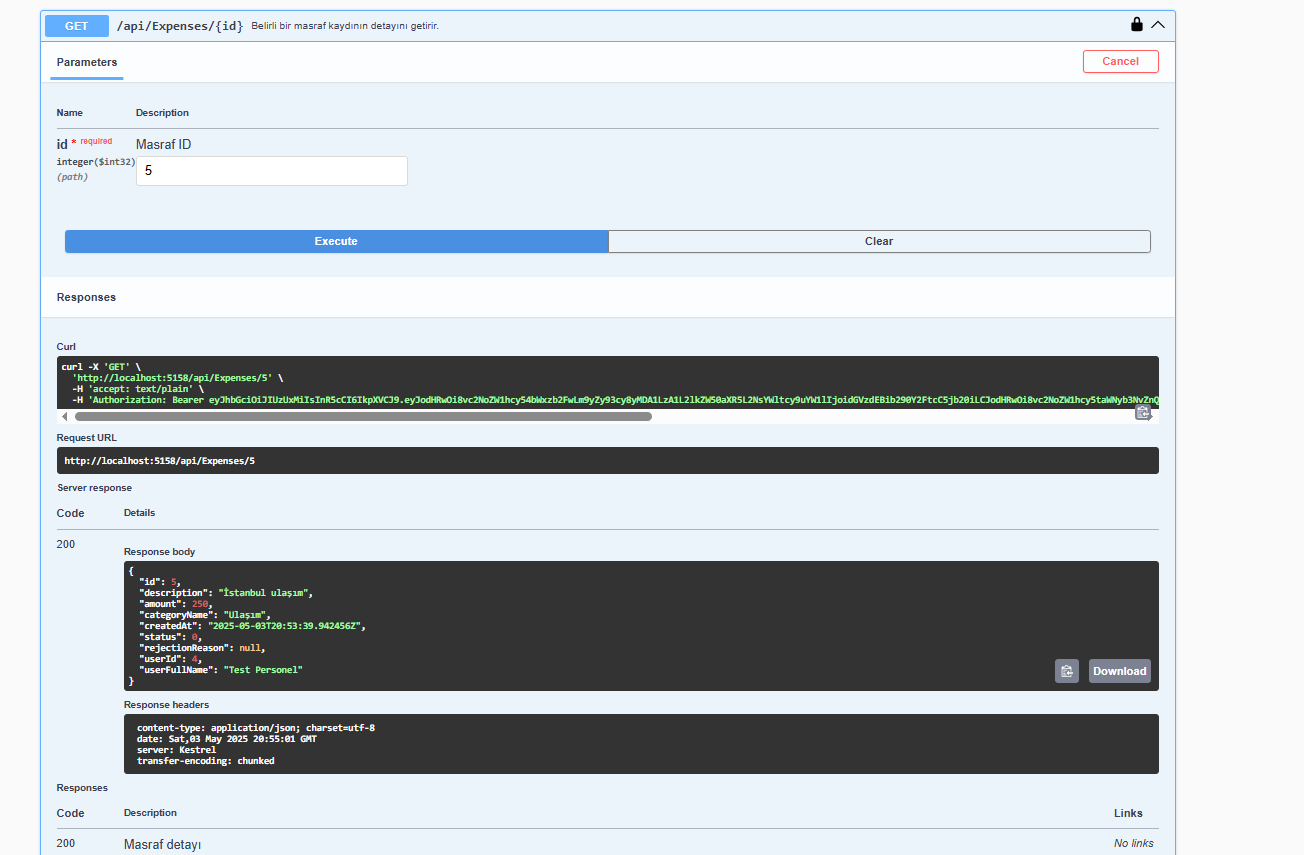 GET /api/Expenses/{id} Belirli bir masraf kaydının detayını getirir.
Parameters
Cancel
Name Description
id * required Masraf ID
integer($int32) 5
(path)
Execute Clear
Responses
Curl
curl -X 'GET' \
'http://localhost:5158/api/Expenses/5' \
-H 'accept: text/plain' \
-H 'Authorization: Bearer
Request URL
http://localhost:5158/api/Expenses/5
Server response
Code Details
200
Response body
{
"id": 5,
"description": "İstanbul ulaşım",
"amount": 250,
"categoryName": "Ulaşım",
"createdAt": "2025-05-03T20:53:39.942456Z",
"status": 0,
"rejectionReason": null,
"userId": 4,
"userFullName": "Test Personel"
}
Download
Response headers
content-type: application/json; charset=utf-8
date: Sat,03 May 2025 20:55:01 GMT
server: Kestrel
transfer-encoding: chunked
Responses
Code Description Links
200 Masraf detayı No links